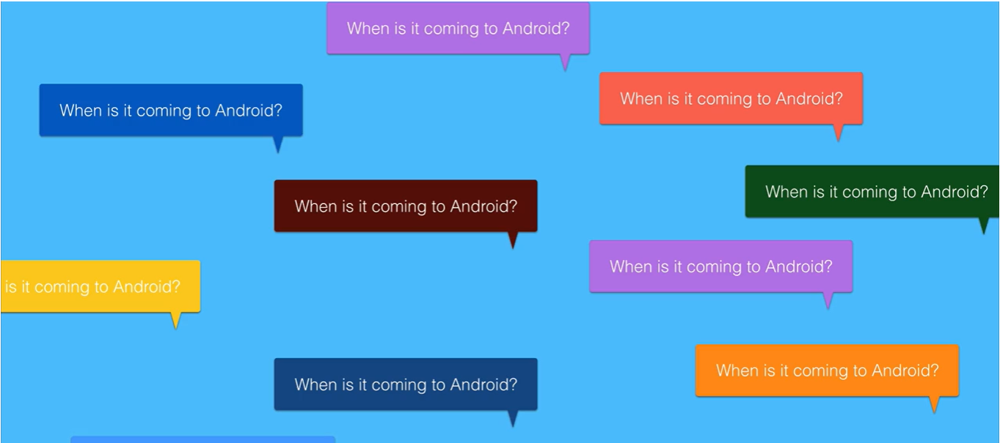 When is it coming to Android?
When is it coming to Android?
When is it coming to Android?
When is it coming to Android?
When is it coming to Android?
When is it coming to Android?
is it coming to Android?
When is it coming to Android?
When is it coming to Android?